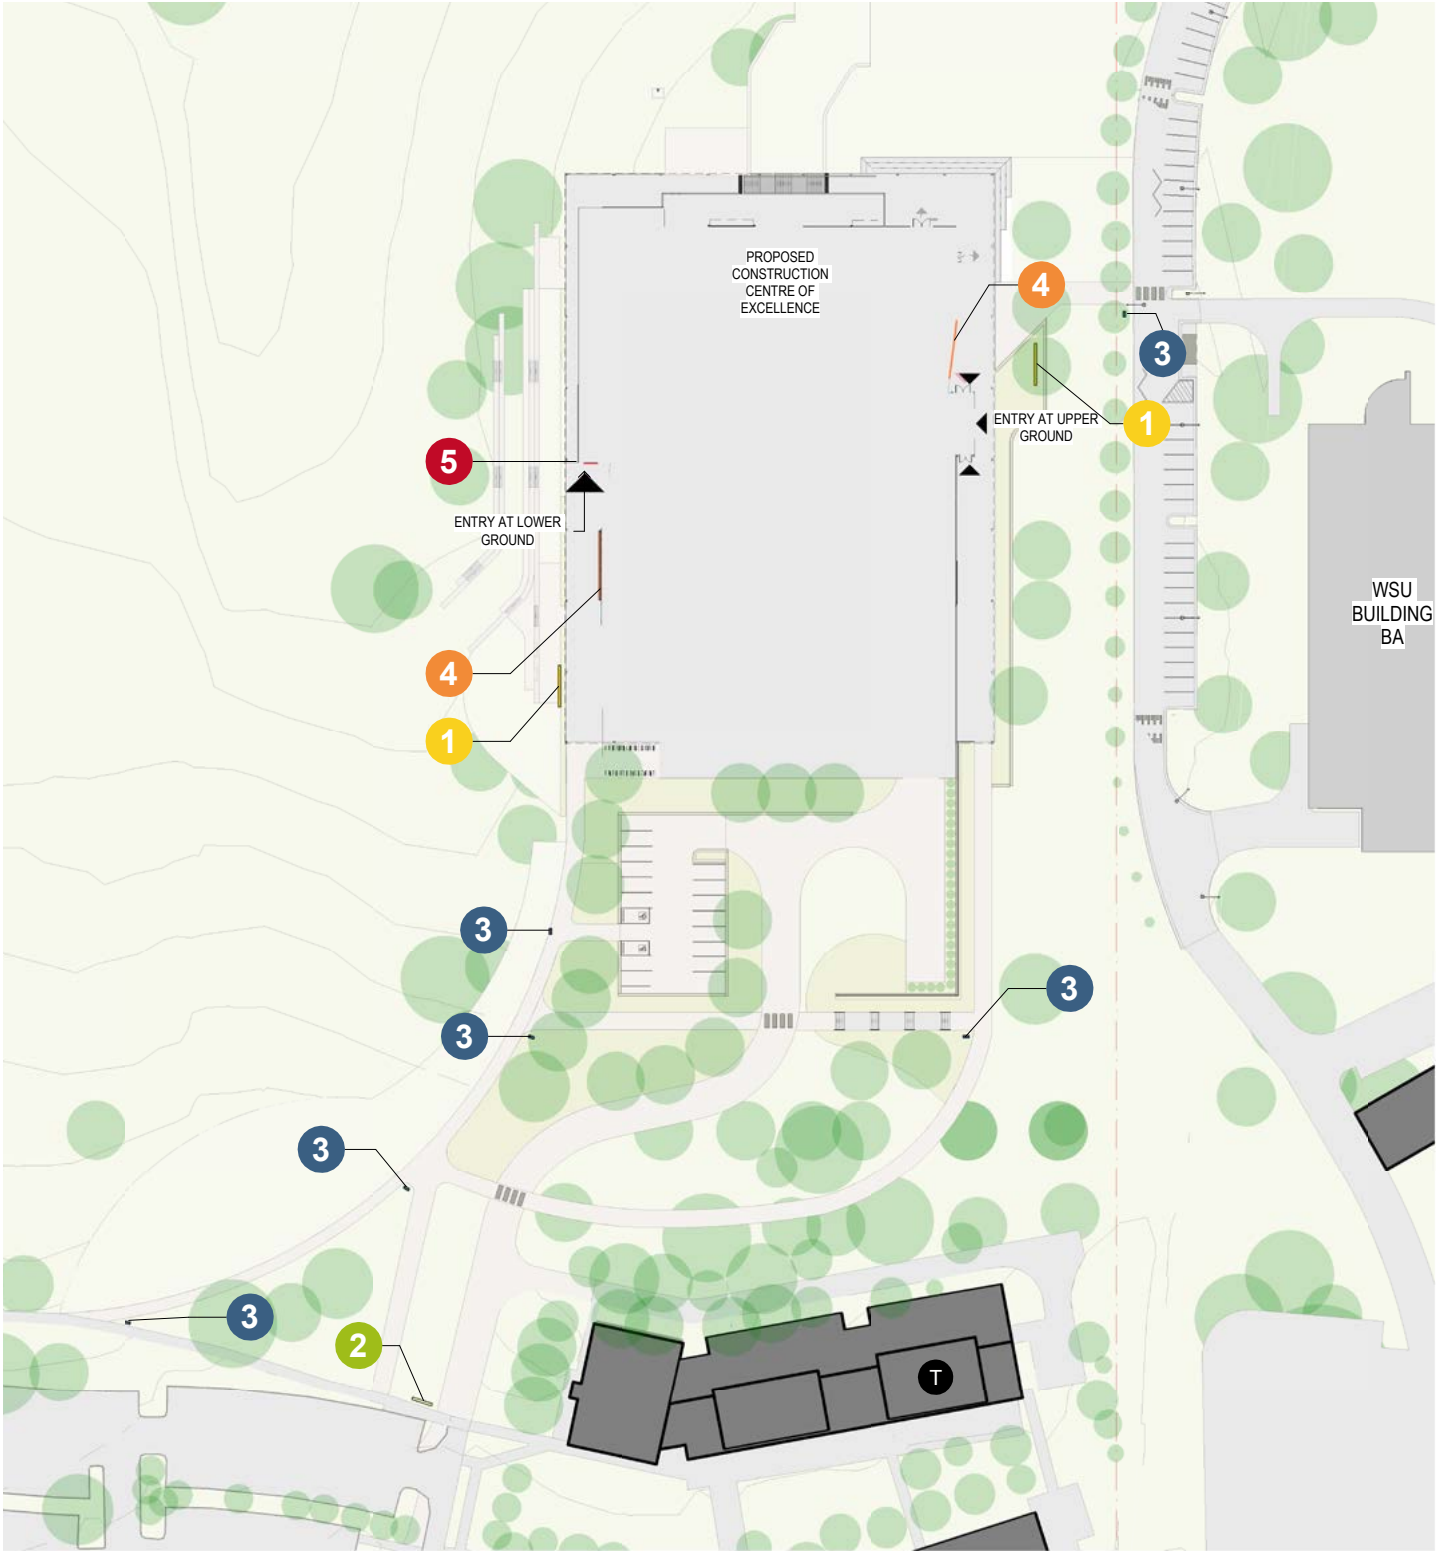 PROPOSED
CONSTRUCTION
CENTRE OF
EXCELLENCE
4
3
1
ENTRY AT UPPER
GROUND
5
ENTRY AT LOWER
GROUND
WSU
BUILDING
BA
4
1
3
3
3
3
3
2
T